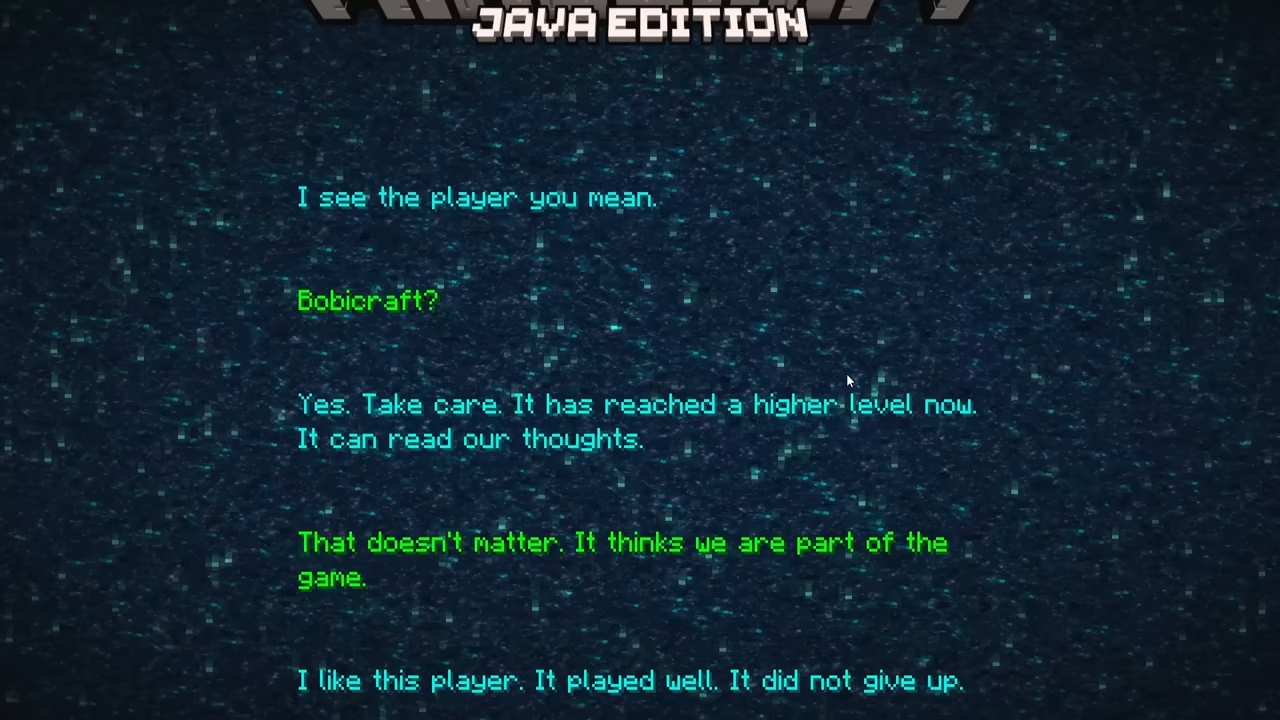 JAVA EDITION
I see the player you mean.
Bobicraft?
Yes. Take care. It has reached a higher level now.
It can read our thoughts.
That doesn't matter. It thinks we are part of the
game.
I like this player. It played well. It did not give up.